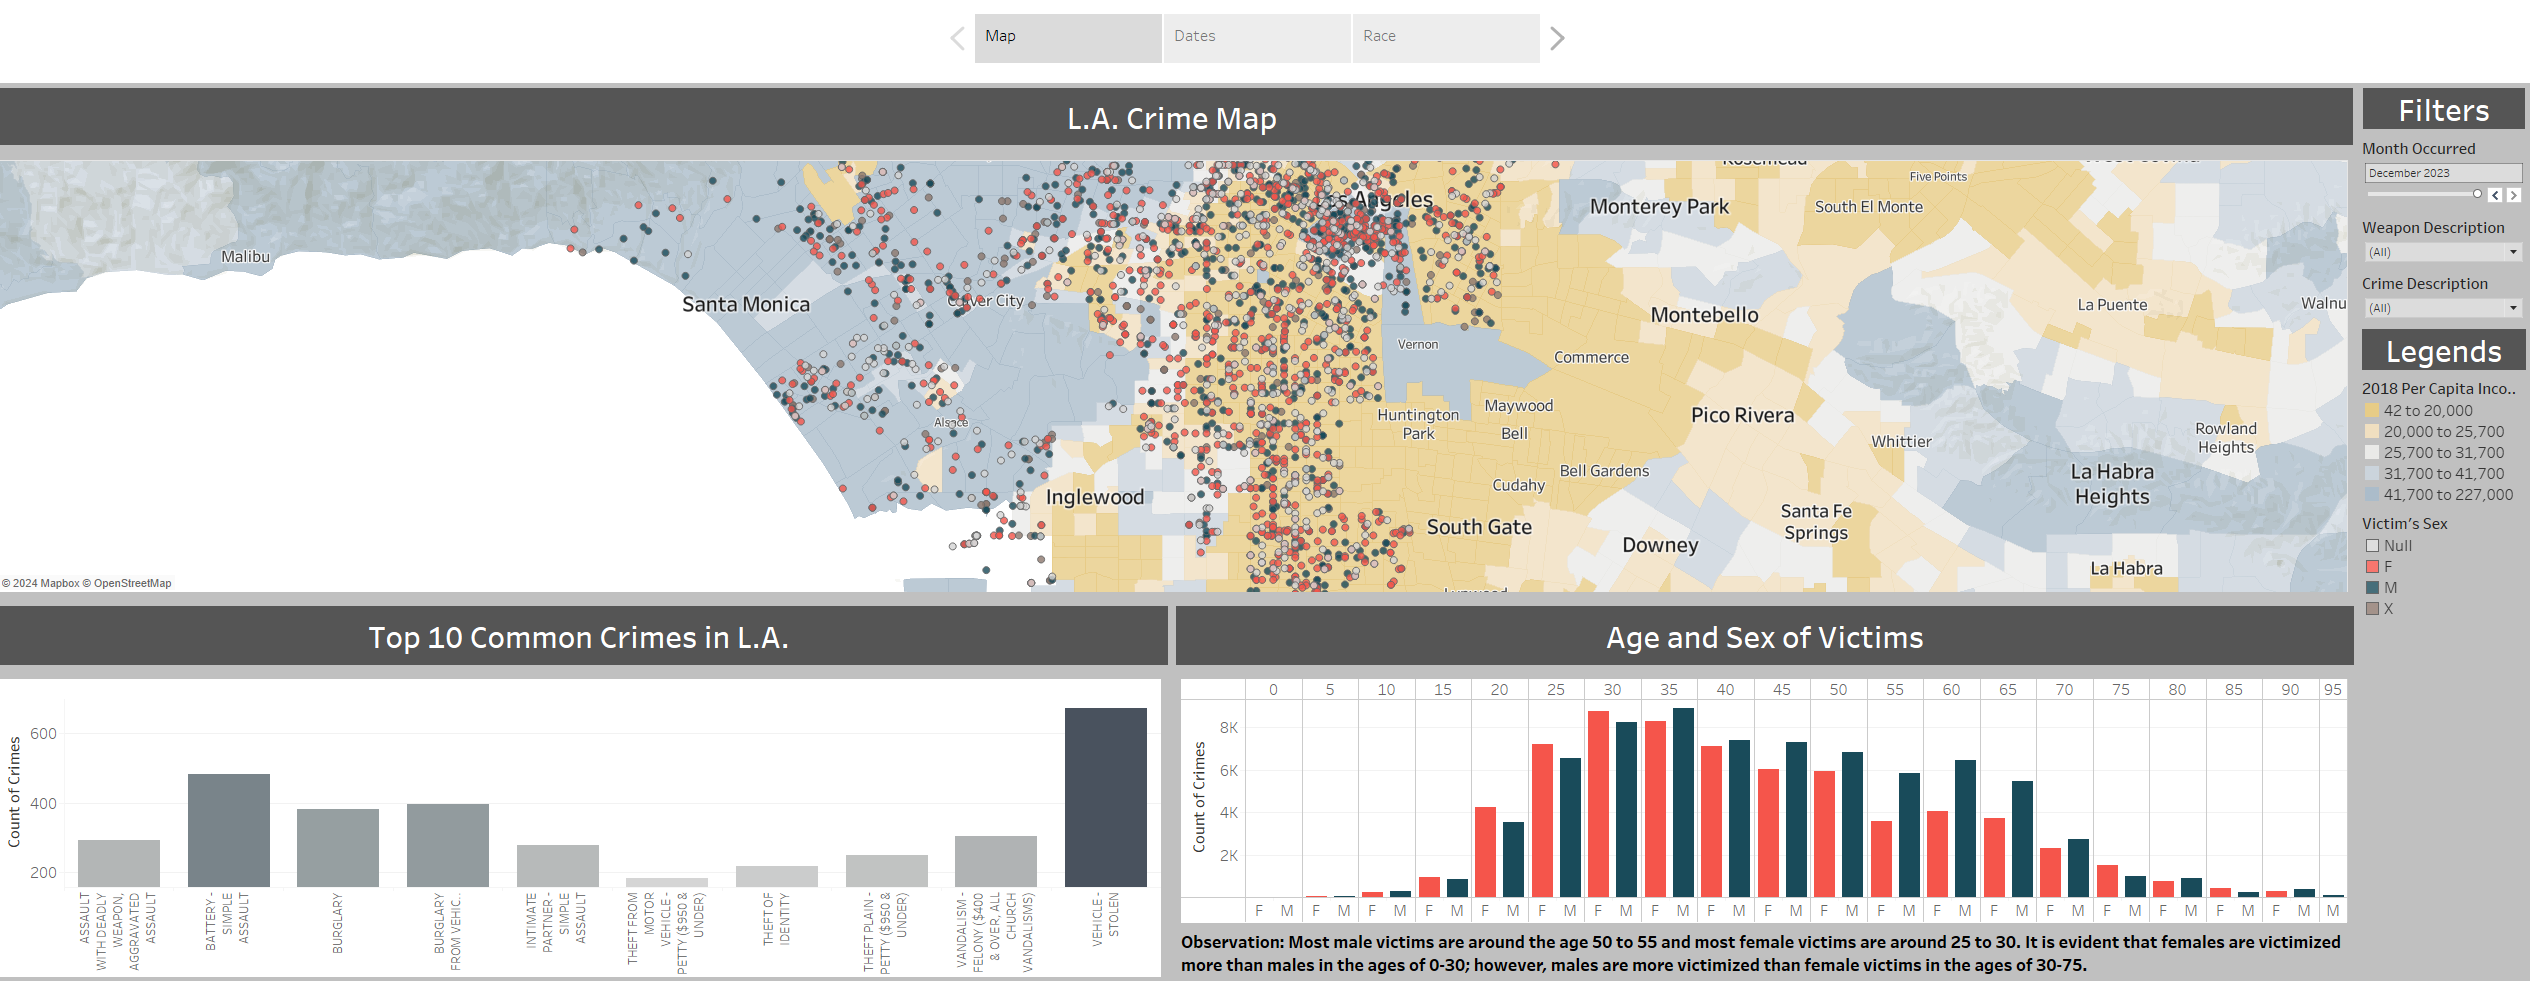 Map
Dates
Race
L.A. Crime Map
Filters
Month Occurred
December 2023
Weapon Description
(All)
Crime Description
(All)
Legends
2018 Per Capita Inco..
42 to 20,000
20,000 to 25,700
25,700 to 31,700
31,700 to 41,700
41,700 to 227,000
Victim's Sex
Null
F
M
X
Rosemead
Five Points
Malibu
Monterey Park
South El Monte
Santa Monica
Culver City
Angeles
Montebello
La Puente
Walnu
Vernon
Commerce
Maywood
Huntington
Park
Bell
Pico Rivera
Whittier
Rowland
Heights
Alsace
Inglewood
Bell Gardens
Cudahy
La Habra
Heights
South Gate
Santa Fe
Springs
Downey
La Habra
© 2024 Mapbox © OpenStreetMap
Top 10 Common Crimes in L.A.
Count of Crimes
600
400
200
ASSAULT
WITH DEADLY
WEAPON,
AGGRAVATED
ASSAULT
BATTERY -
SIMPLE
ASSAULT
BURGLARY
BURGLARY
FROM VEHIC..
INTIMATE
PARTNER -
SIMPLE
ASSAULT
THEFT FROM
MOTOR
VEHICLE -
PETTY ($950 &
UNDER)
THEFT OF
IDENTITY
THEFT PLAIN -
PETTY ($950 &
UNDER)
VANDALISM -
FELONY ($400
& OVER, ALL
CHURCH
VANDALISMS)
VEHICLE -
STOLEN
Age and Sex of Victims
0 5 10 15 20 25 30 35 40 45 50 55 60 65 70 75 80 85 90 95
Count of Crimes
8K
6K
4K
2K
F M F M F M F M F M F M F M F M F M F M F M F M F M F M F M F M F M F M F M M
Observation: Most male victims are around the age 50 to 55 and most female victims are around 25 to 30. It is evident that females are victimized
more than males in the ages of 0-30; however, males are more victimized than female victims in the ages of 30-75.